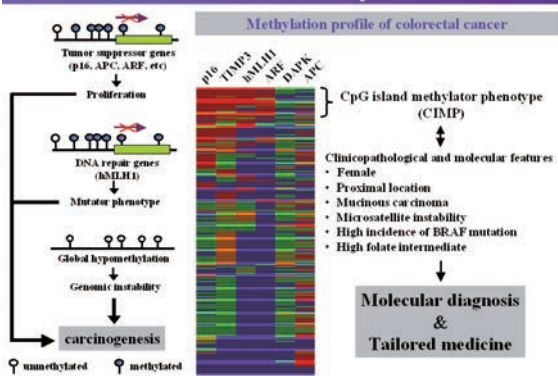 Methylation profile of colorectal cancer
Tumor suppressor genes
(p16, APC, ARF, etc)
Proliferation
DNA repair genes
(hMLH1)
Mutator phenotype
Global hypomethylation
Genomic instability
carcinogenesis
unmethylated
methylated
p16
TIMP3
hMLH1
ARF
DAPK
APC
CpG island methylator phenotype
(CIMP)
Clinicopathological and molecular features
• Female
• Proximal location
• Mucinous carcinoma
• Microsatellite instability
• High incidence of BRAF mutation
• High folate intermediate
Molecular diagnosis
&
Tailored medicine